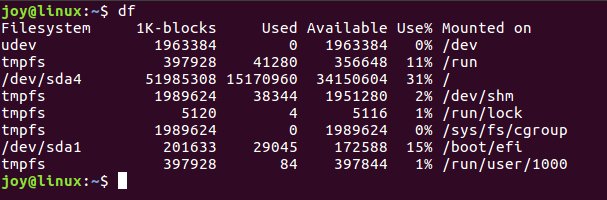 joy@linux:~$ df
Filesystem     1K-blocks     Used Available Use% Mounted on
udev             1963384        0   1963384   0% /dev
tmpfs             397928    41280    356648  11% /run
/dev/sda4       51985308 15170960  34150604  31% /
tmpfs            1989624    38344   1951280   2% /dev/shm
tmpfs               5120        4      5116   1% /run/lock
tmpfs            1989624        0   1989624   0% /sys/fs/cgroup
/dev/sda1         201633    29045    172588  15% /boot/efi
tmpfs             397928       84    397844   1% /run/user/1000
joy@linux:~$